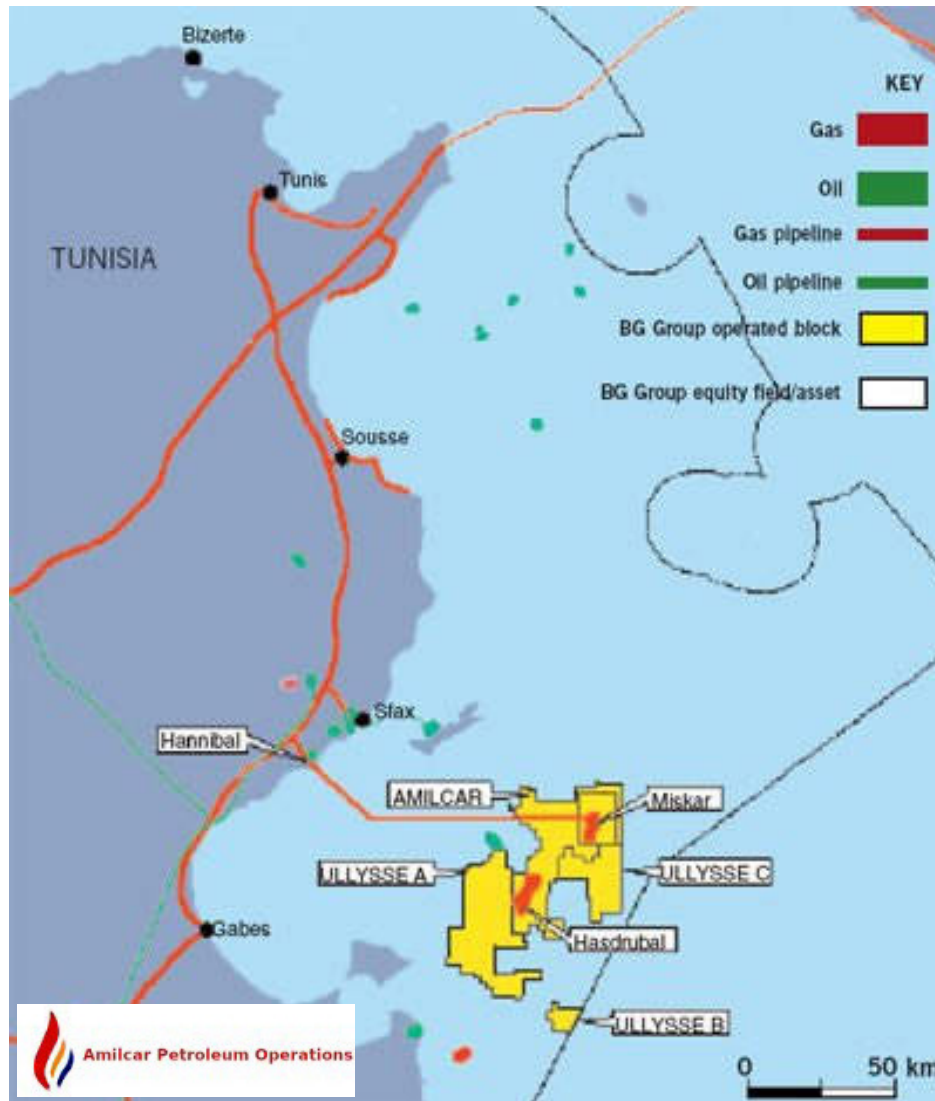 Bizerte
KEY
Gas
Tunis
Oil
TUNISIA
Gas pipeline
Oil pipeline
BG Group operated block
BG Group equity field/asset
Sousse
Sfax
Hannibal
AMILCAR
Miskar
ULLYSSE A
ULLYSSE C
Gabes
Hasdrubal
ULLYSSE B
Amilcar Petroleum Operations
0 50 km